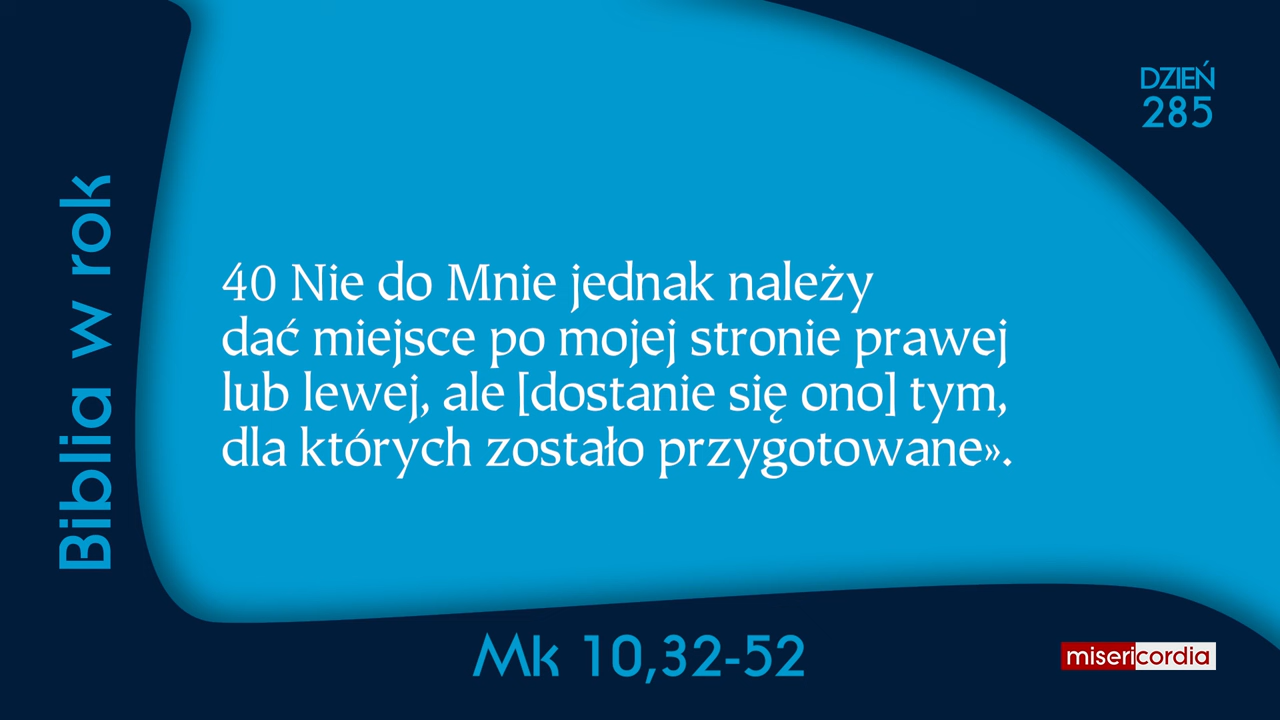 DZIEŃ
285
Biblia w rok
40 Nie do Mnie jednak należy
dać miejsce po mojej stronie prawej
lub lewej, ale [dostanie się ono] tym,
dla których zostało przygotowane».
Mk 10,32-52
misericordia